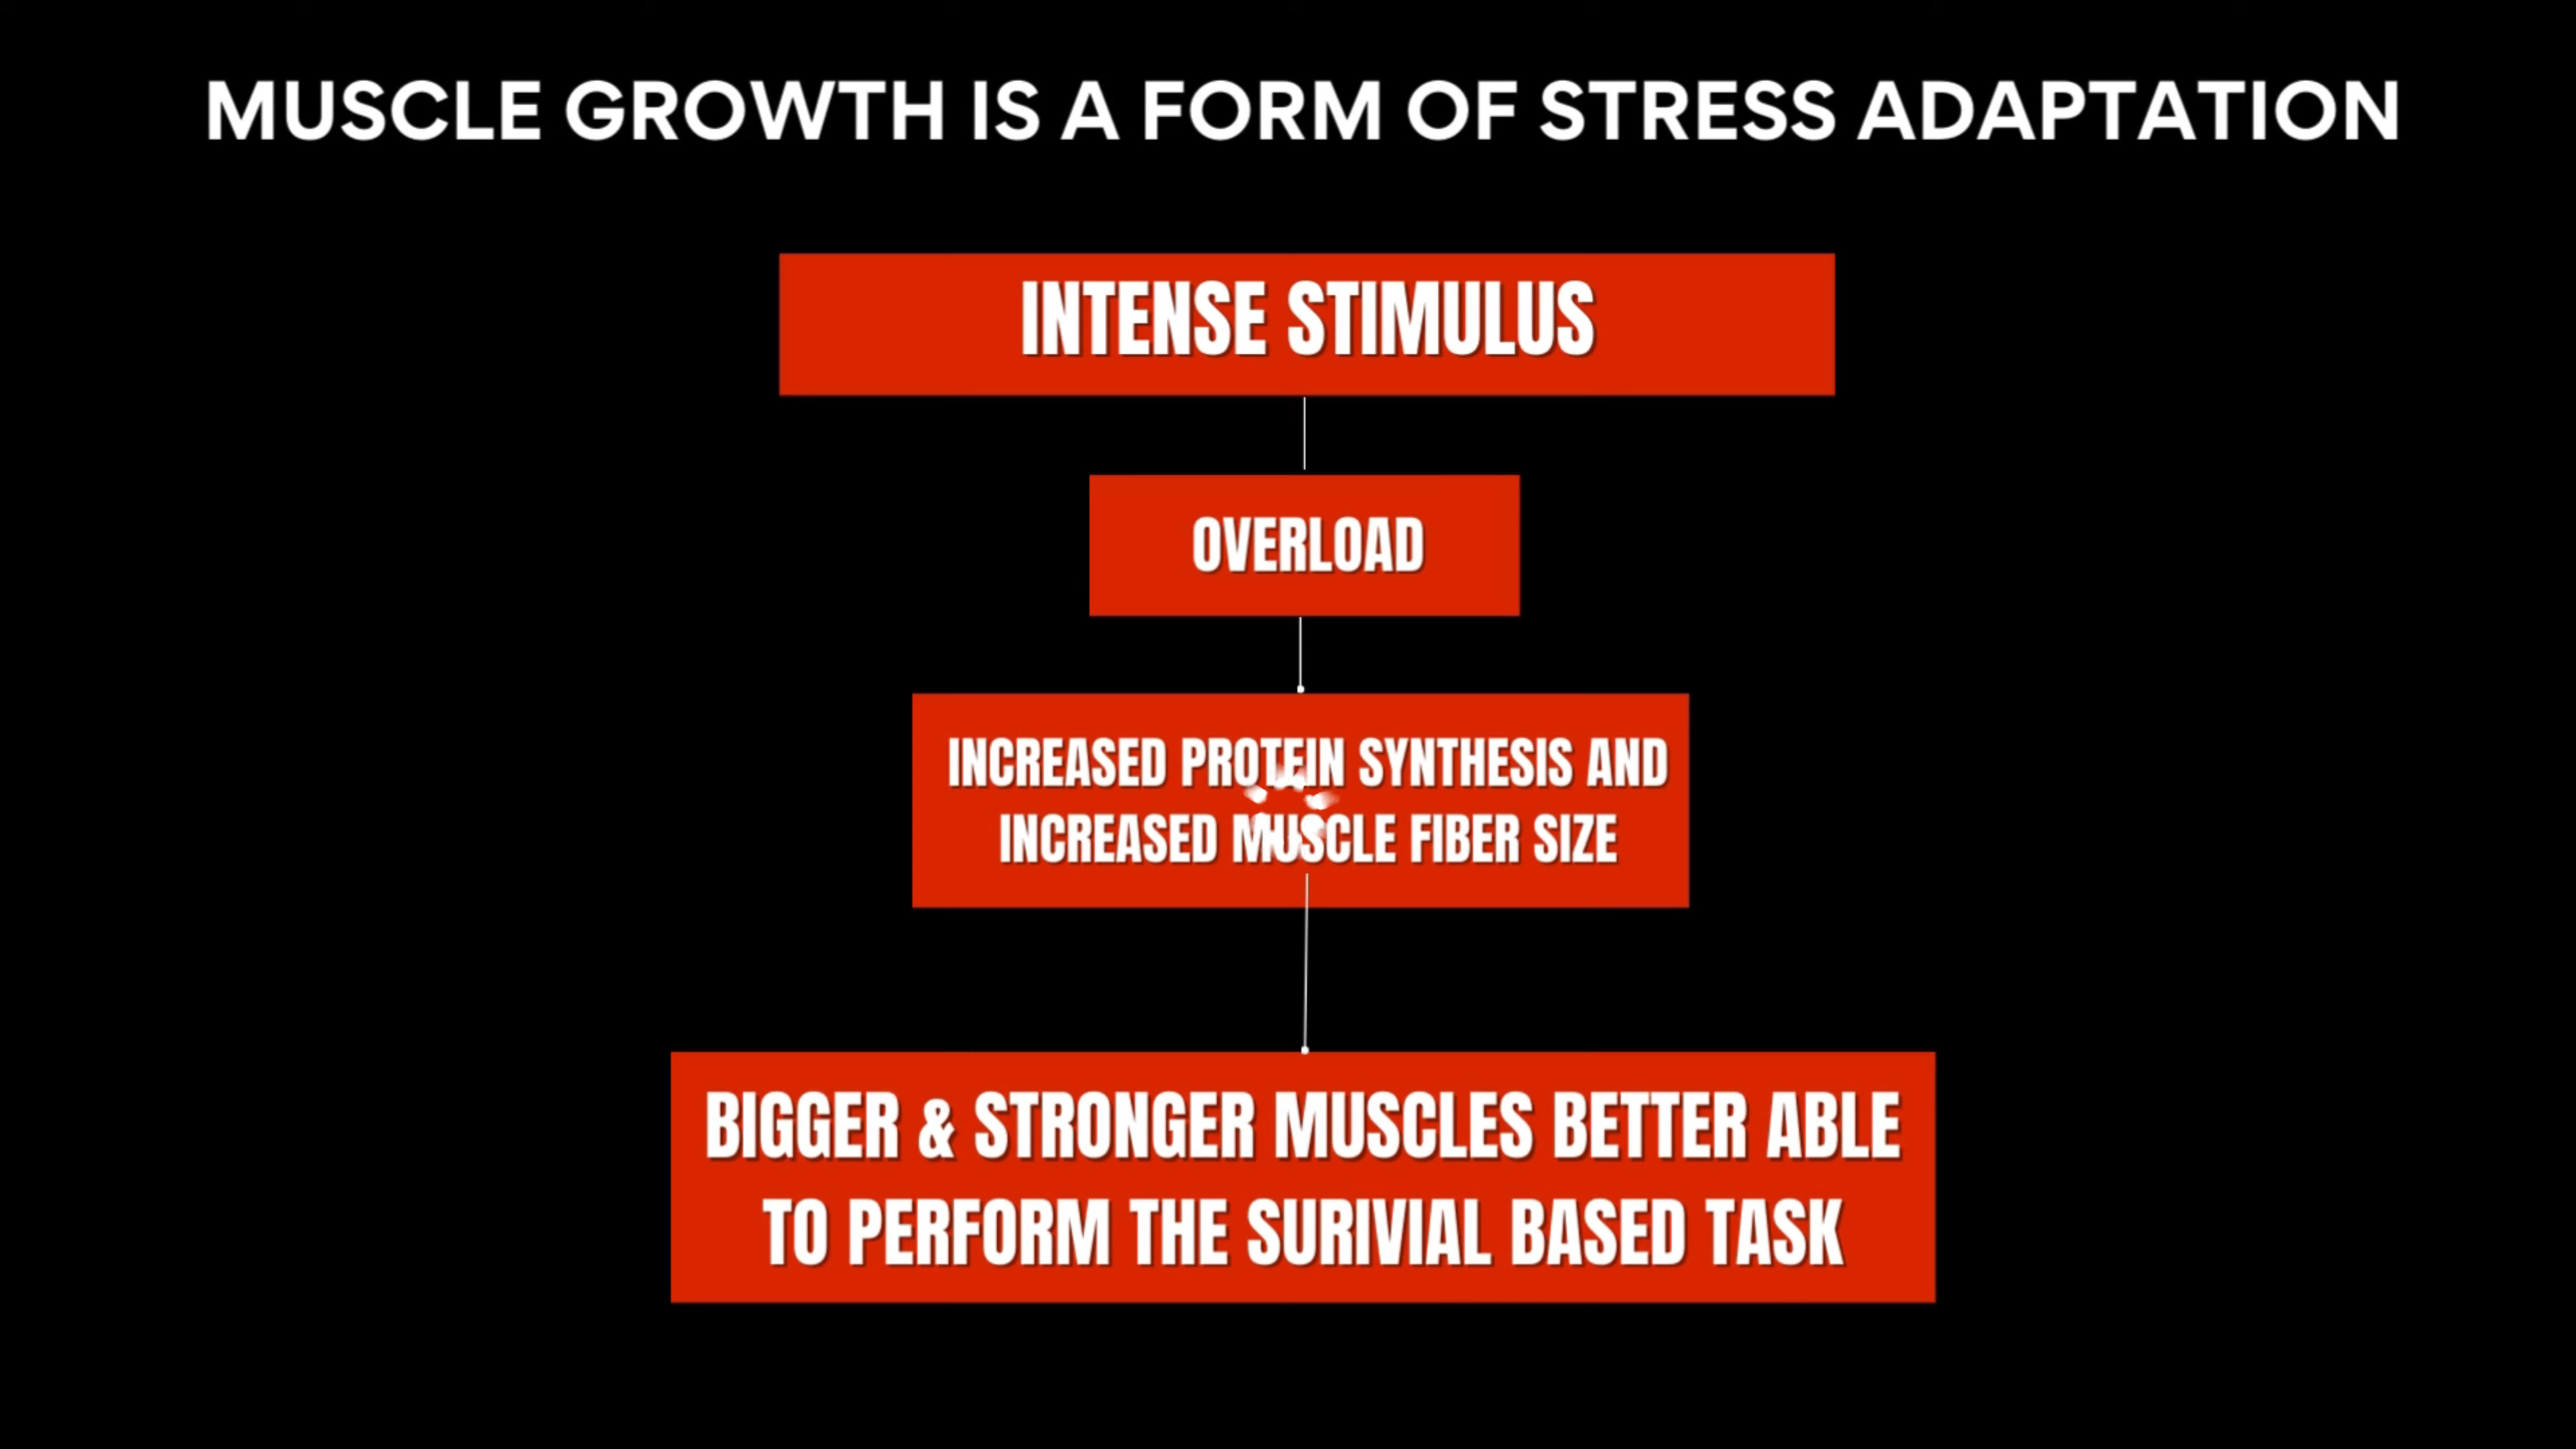 MUSCLE GROWTH IS A FORM OF STRESS ADAPTATION
INTENSE STIMULUS
OVERLOAD
INCREASED PROTEIN SYNTHESIS AND
INCREASED MUSCLE FIBER SIZE
BIGGER & STRONGER MUSCLES BETTER ABLE
TO PERFORM THE SURIVIAL BASED TASK